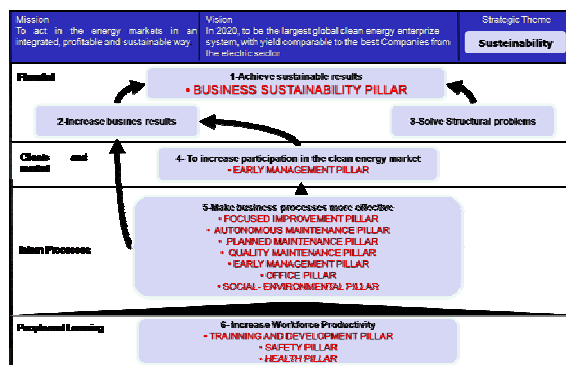 Mission
To act in the energy markets in an
integrated, profitable and sustainable way.
Vision
In 2020, to be the largest global clean energy enterprize
system, with yield comparable to the best Companies from
the electric sector
Strategic Theme
Susteinability
Finantial
1-Achieve sustainable results
• BUSINESS SUSTAINABILITY PILLAR
2-Increase busines results
3-Solve Structural problems
Clients and
market
4- To increase participation in the clean energy market
• EARLY MANAGEMENT PILLAR
Intern Processes
5-Make business processes more effective
• FOCUSED IMPROVEMENT PILLAR
• AUTONOMOUS MAINTENANCE PILLAR
• PLANNED MAINTENANCE PILLAR
• QUALITY MAINTENANCE PILLAR
• EARLY MANAGEMENT PILLAR
• OFFICE PILLAR
• SOCIAL- ENVIRONMENTAL PILLAR
People and Learning
6- Increase Workforce Productivity
• TRAINNING AND DEVELOPMENT PILLAR
• SAFETY PILLAR
• HEALTH PILLAR